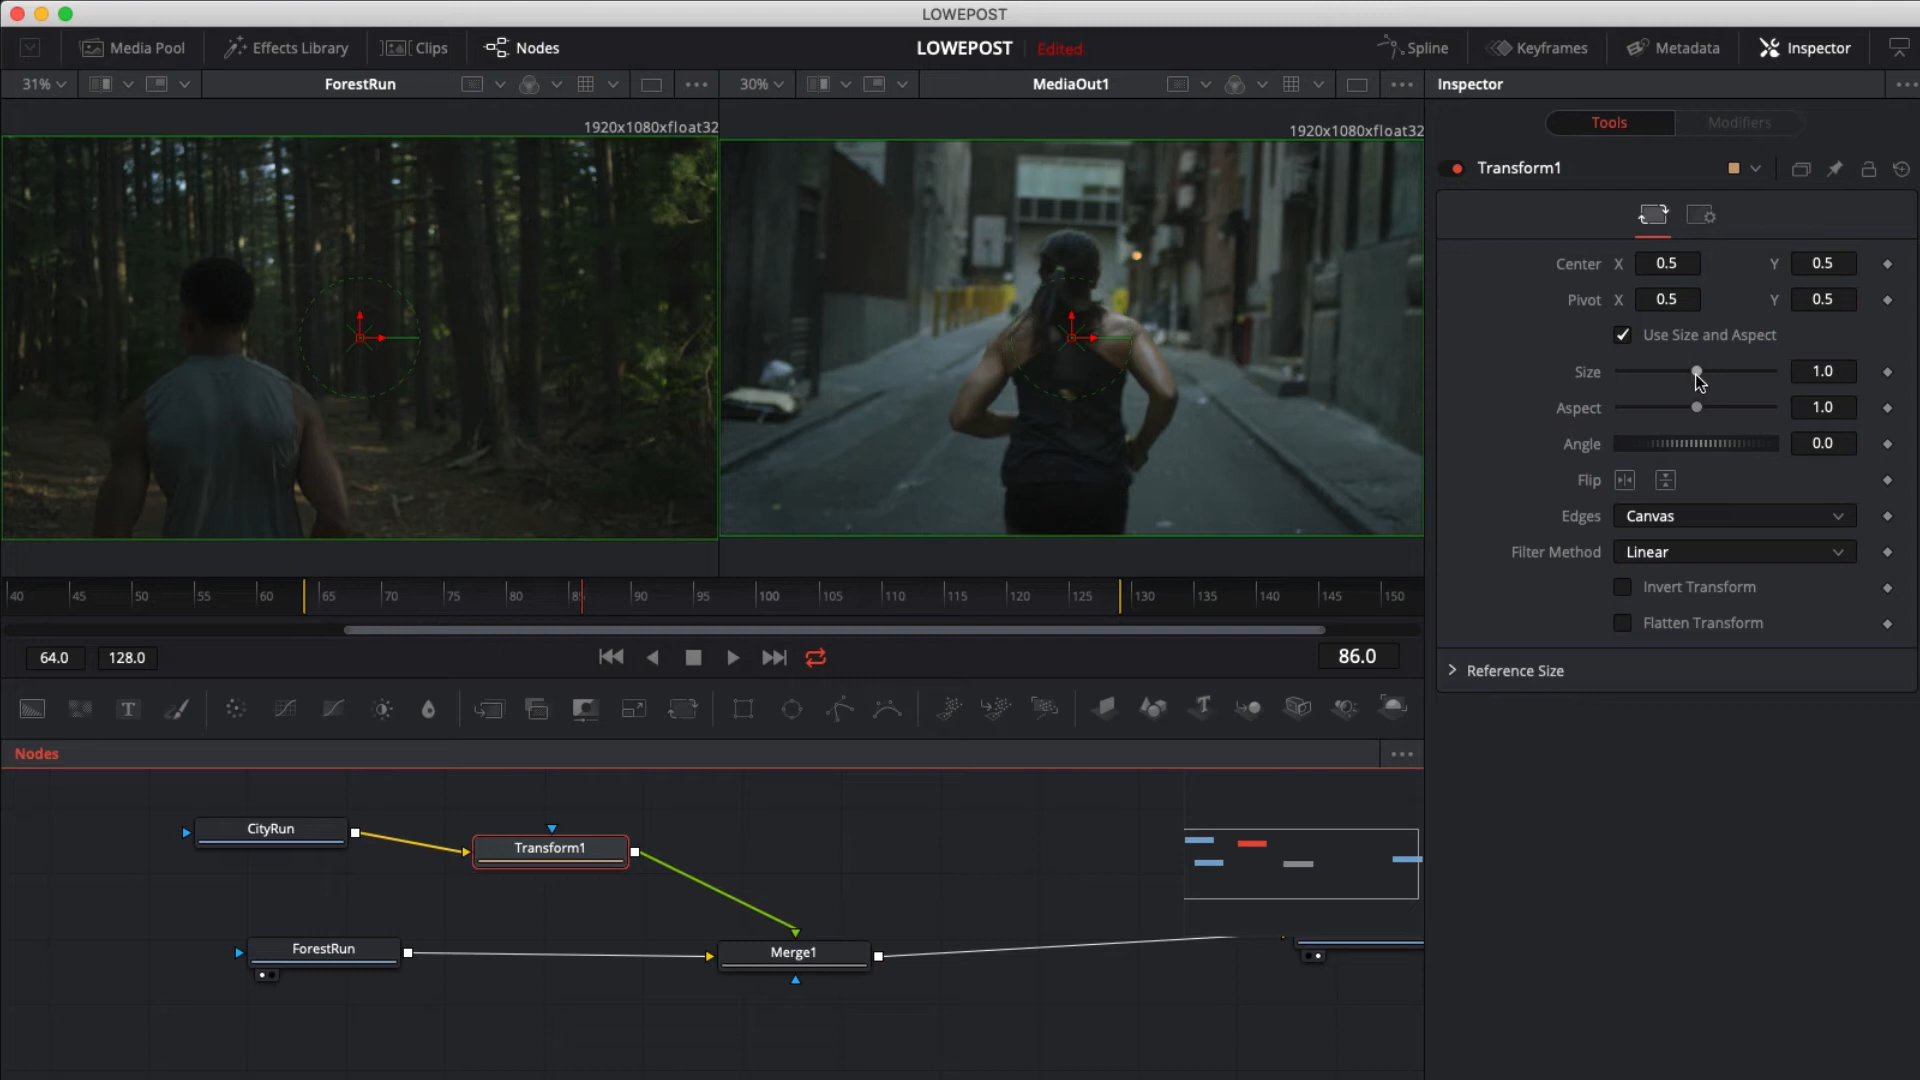 LOWEPOST
Media Pool Effects Library Clips Nodes LOWEPOST Edited Spline Keyframes Metadata Inspector
31% ForestRun 30% MediaOut1 Inspector
Tools Modifiers
1920x1080xfloat32 1920x1080xfloat32
Transform1
Center X 0.5 Y 0.5
Pivot X 0.5 Y 0.5
Use Size and Aspect
Size 1.0
Aspect 1.0
Angle 0.0
Flip
Edges Canvas
Filter Method Linear
Invert Transform
40 45 50 55 60 65 70 75 80 90 95 100 105 110 115 120 125 130 135 140 145 150
Flatten Transform
64.0 128.0 86.0
Reference Size
Nodes
CityRun
Transform1
ForestRun
Merge1